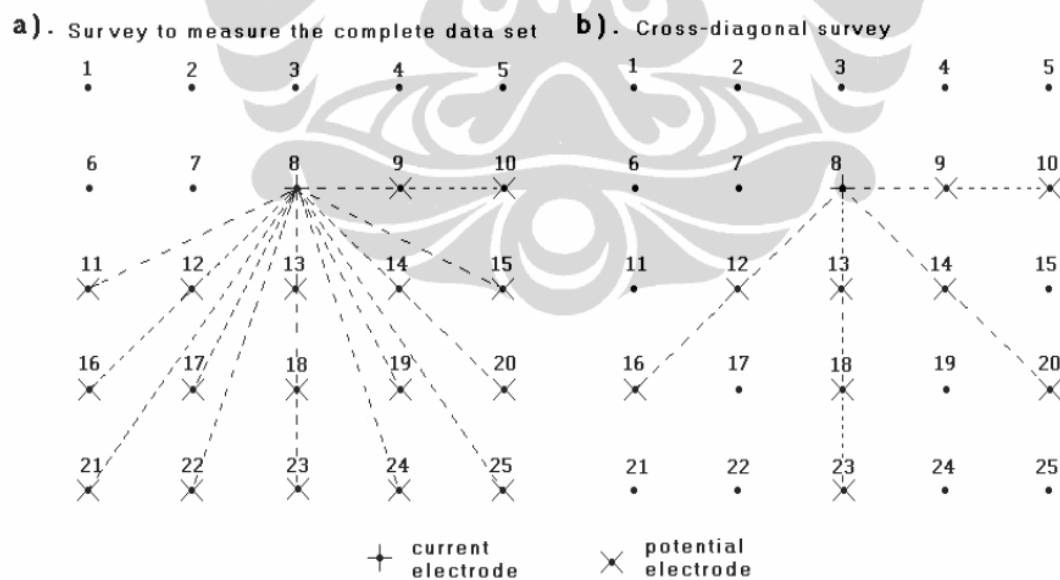 a). Survey to measure the complete data set
1 2 3 4 5
6 7 8 9 10
11 12 13 14 15
16 17 18 19 20
21 22 23 24 25
b). Cross-diagonal survey
1 2 3 4 5
6 7 8 9 10
11 12 13 14 15
16 17 18 19 20
21 22 23 24 25
current
electrode
potential
electrode